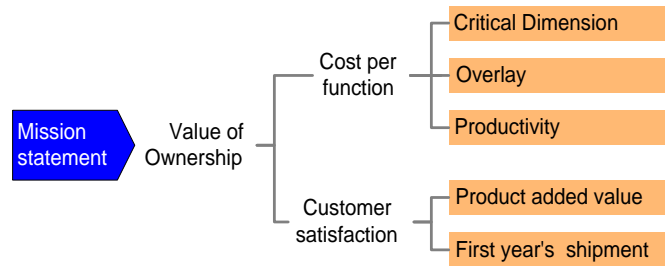 Mission
statement
Value of
Ownership
Cost per
function
Critical Dimension
Overlay
Productivity
Customer
satisfaction
Product added value
First year's shipment